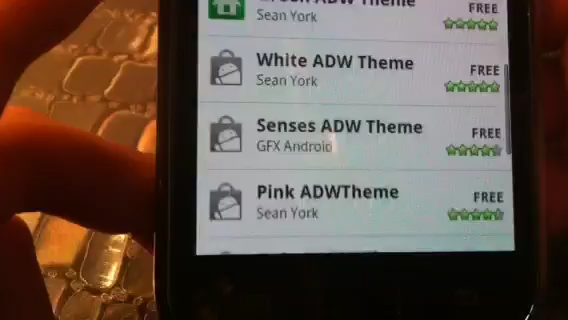 Green ADW Theme
FREE
Sean York
White ADW Theme
FREE
Sean York
Senses ADW Theme
FREE
GFX Android
Pink ADWTheme
FREE
Sean York